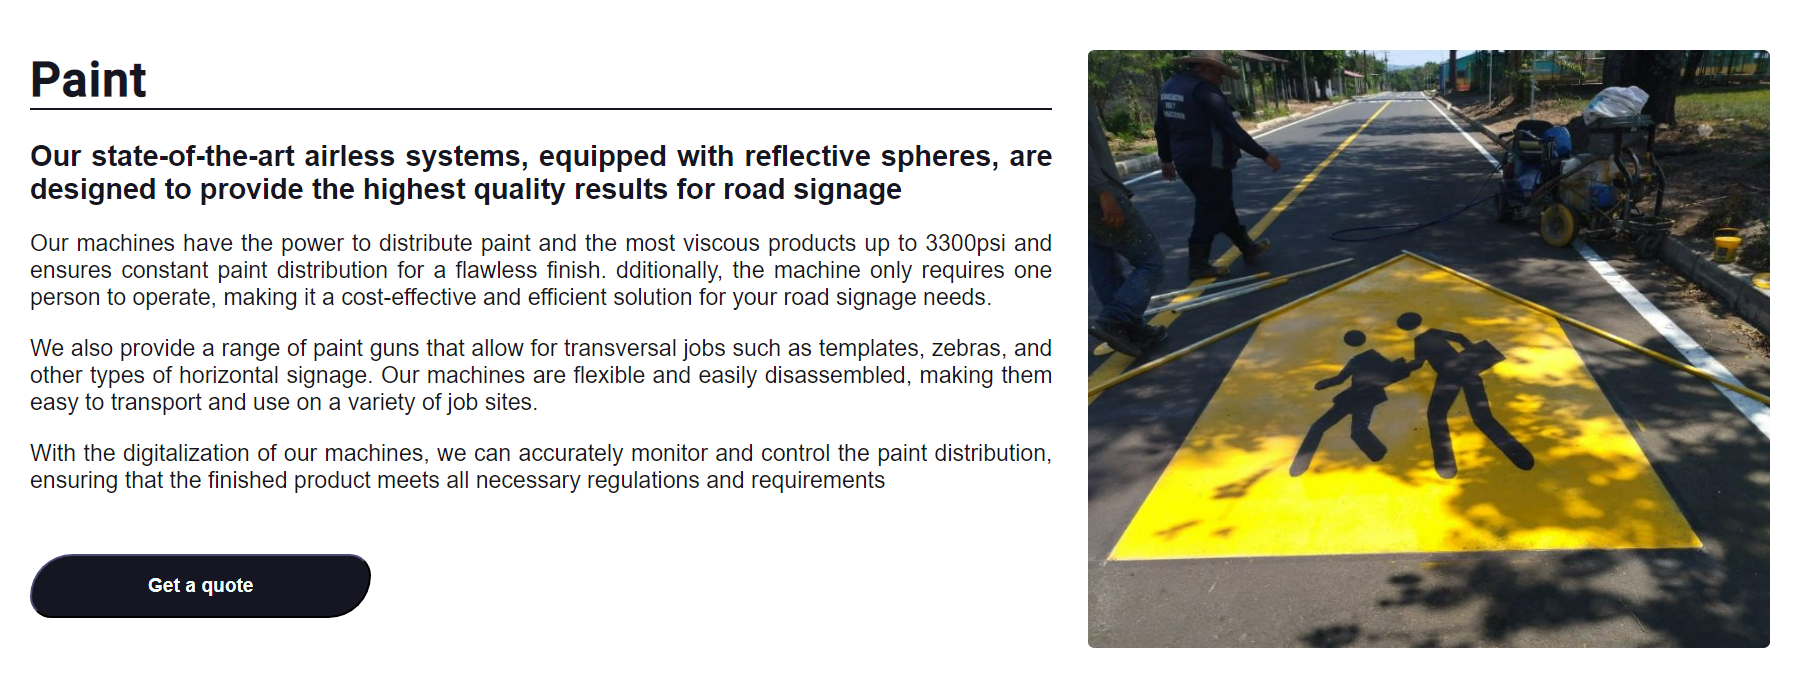 Paint
Our state-of-the-art airless systems, equipped with reflective spheres, are
designed to provide the highest quality results for road signage
Our machines have the power to distribute paint and the most viscous products up to 3300psi and
ensures constant paint distribution for a flawless finish. dditionally, the machine only requires one
person to operate, making it a cost-effective and efficient solution for your road signage needs.
We also provide a range of paint guns that allow for transversal jobs such as templates, zebras, and
other types of horizontal signage. Our machines are flexible and easily disassembled, making them
easy to transport and use on a variety of job sites.
With the digitalization of our machines, we can accurately monitor and control the paint distribution,
ensuring that the finished product meets all necessary regulations and requirements
Get a quote